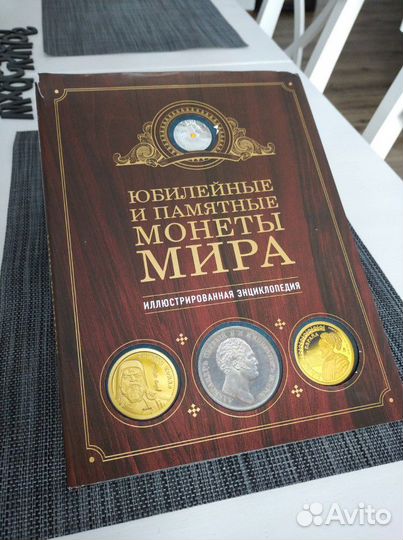 ЮБИЛЕЙНЫЕ
И ПАМЯТНЫЕ
МОНЕТЫ
МИРА
ИЛЛЮСТРИРОВАННАЯ ЭНЦИКЛОПЕДИЯ
Avito